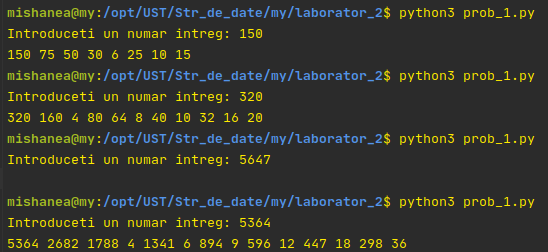 mishanea@my:/opt/UST/Str_de_date/my/laborator_2$ python3 prob_1.py
Introduceti un numar intreg: 150
150 75 50 30 6 25 10 15
mishanea@my:/opt/UST/Str_de_date/my/laborator_2$ python3 prob_1.py
Introduceti un numar intreg: 320
320 160 4 80 64 8 40 10 32 16 20
mishanea@my:/opt/UST/Str_de_date/my/laborator_2$ python3 prob_1.py
Introduceti un numar intreg: 5647
mishanea@my:/opt/UST/Str_de_date/my/laborator_2$ python3 prob_1.py
Introduceti un numar intreg: 5364
5364 2682 1788 4 1341 6 894 9 596 12 447 18 298 36